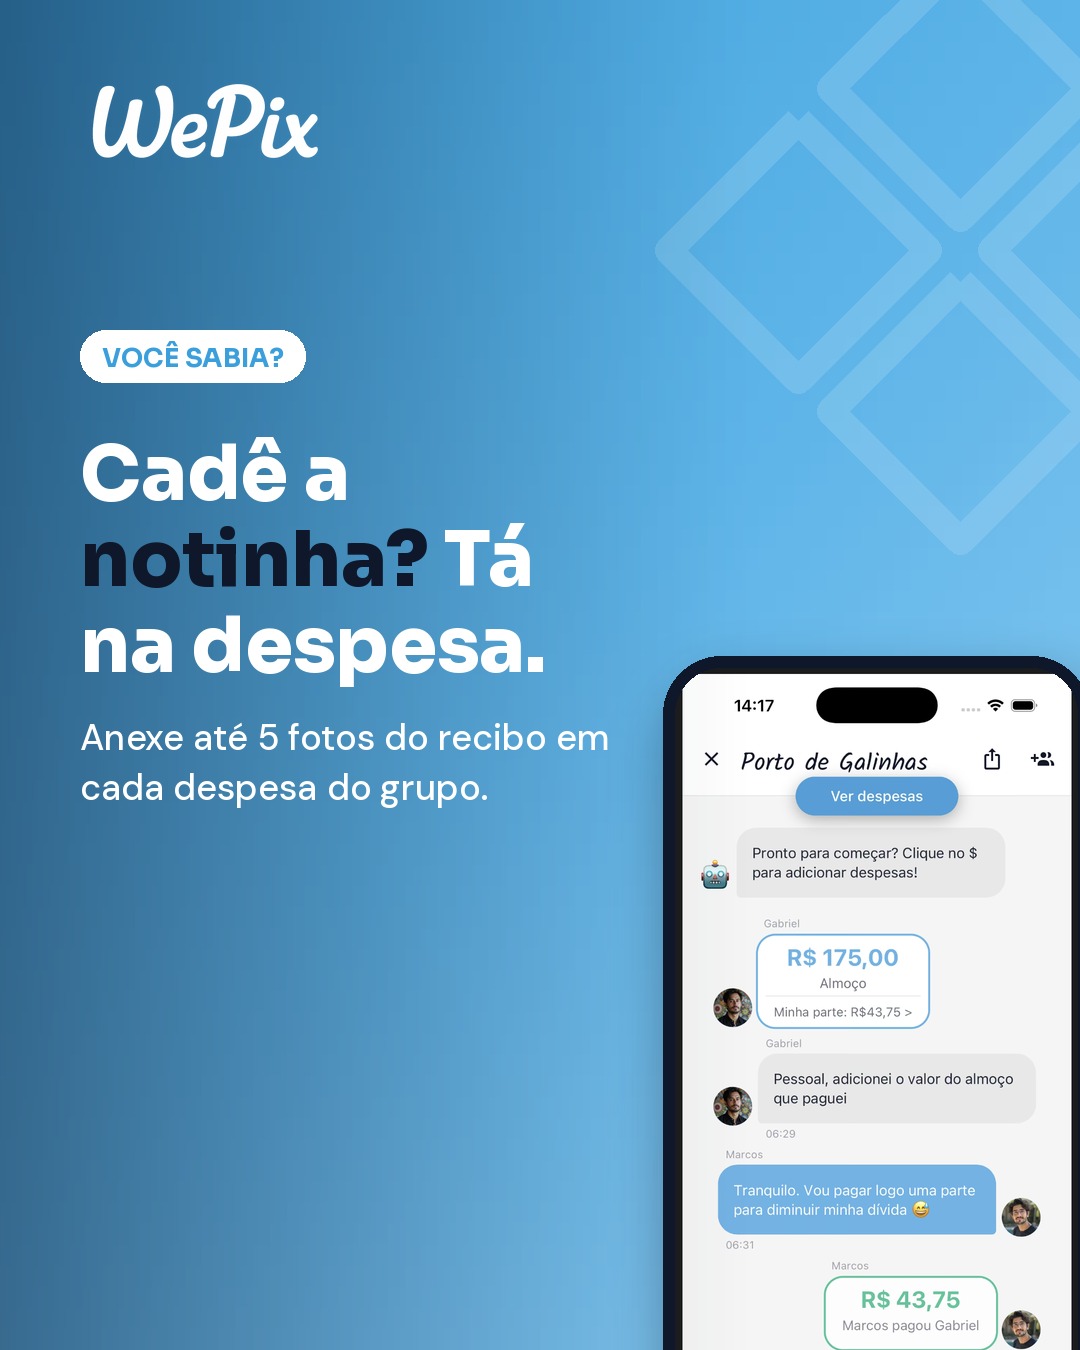 WePix
VOCÊ SABIA?
Cadê a
notinha? Tá
na despesa.
Anexe até 5 fotos do recibo em
cada despesa do grupo.
14:17
Porto de Galinhas
Ver despesas
Pronto para começar? Clique no $
para adicionar despesas!
Gabriel
R$ 175,00
Almoço
Minha parte: R$43,75 >
Gabriel
Pessoal, adicionei o valor do almoço
que paguei
06:29
Marcos
Tranquilo. Vou pagar logo uma parte
para diminuir minha dívida 😅
06:31
Marcos
R$ 43,75
Marcos pagou Gabriel